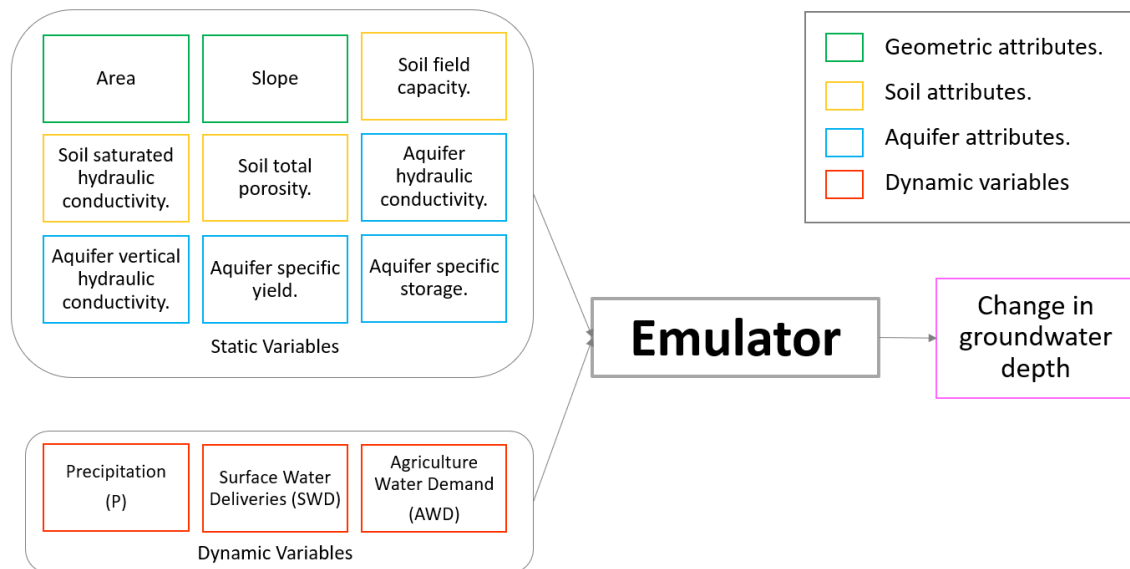 Area
Slope
Soil field
capacity.
Soil saturated
hydraulic
conductivity.
Soil total
porosity.
Aquifer
hydraulic
conductivity.
Aquifer vertical
hydraulic
conductivity.
Aquifer specific
yield.
Aquifer specific
storage.
Static Variables
Precipitation
(P)
Surface Water
Deliveries (SWD)
Agriculture
Water Demand
(AWD)
Dynamic Variables
Emulator
Change in
groundwater
depth
Geometric attributes.
Soil attributes.
Aquifer attributes.
Dynamic variables